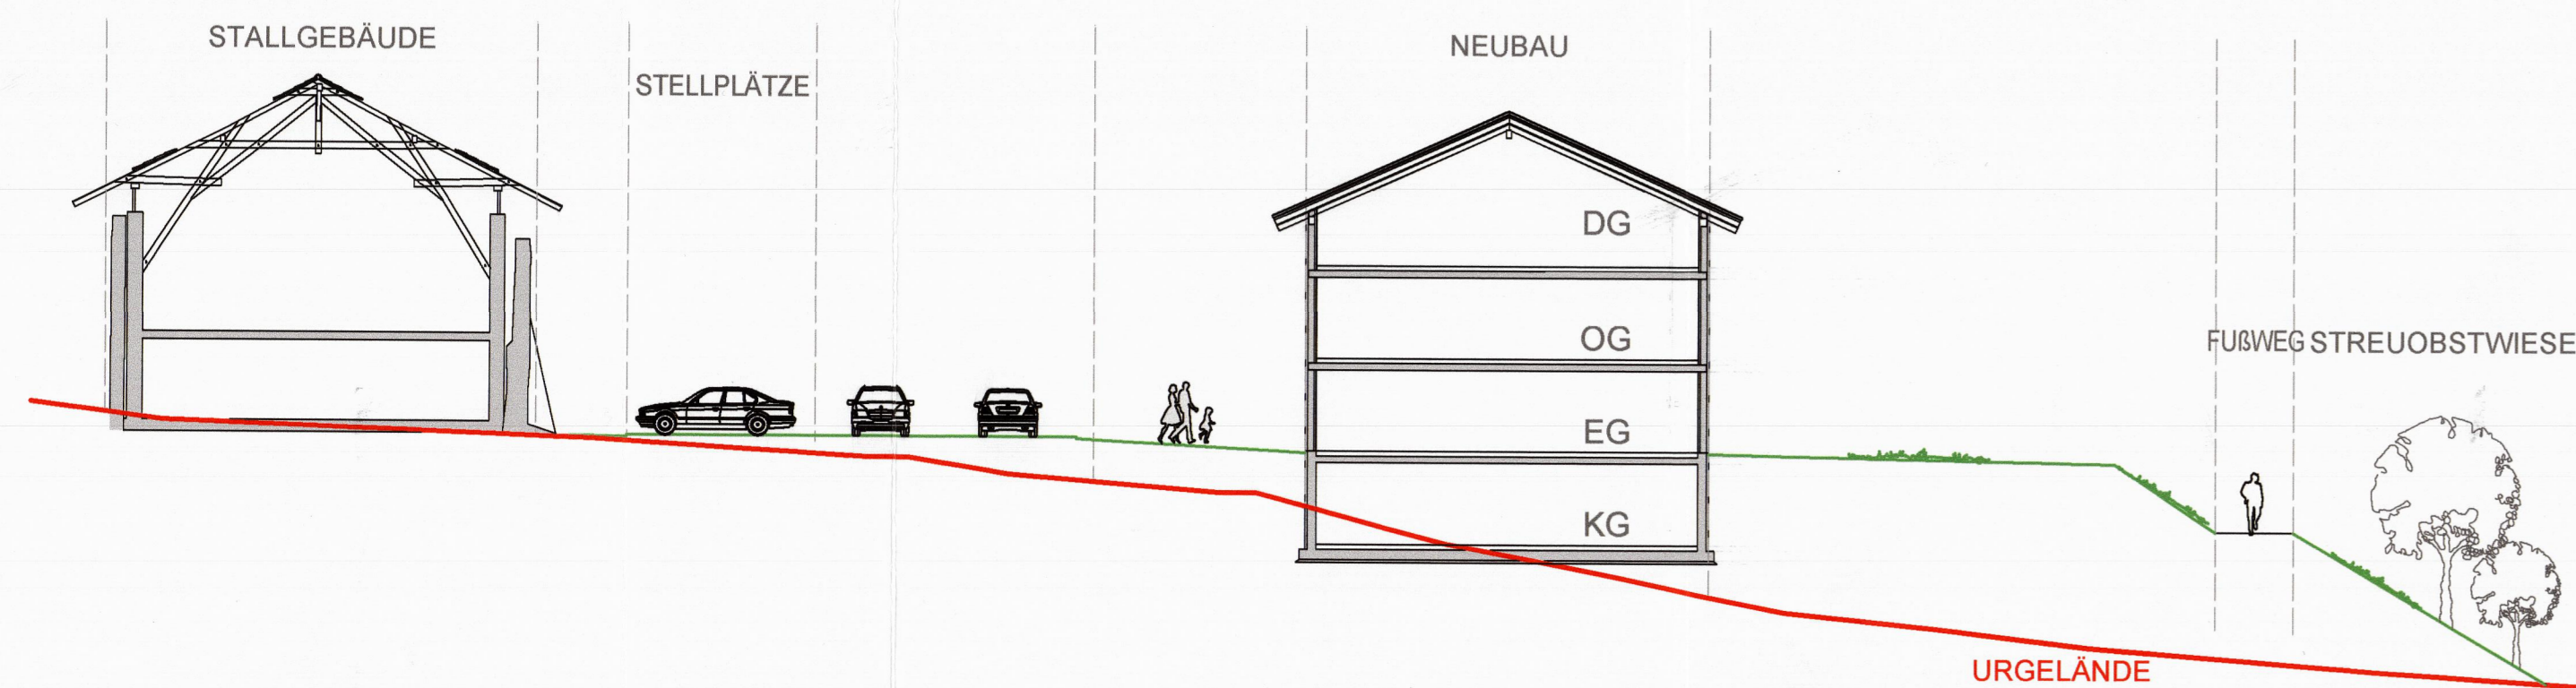 STALLGEBÄUDE
STELLPLÄTZE
NEUBAU
DG
OG
EG
KG
FUßWEG STREUOBSTWIESE
URGELÄNDE